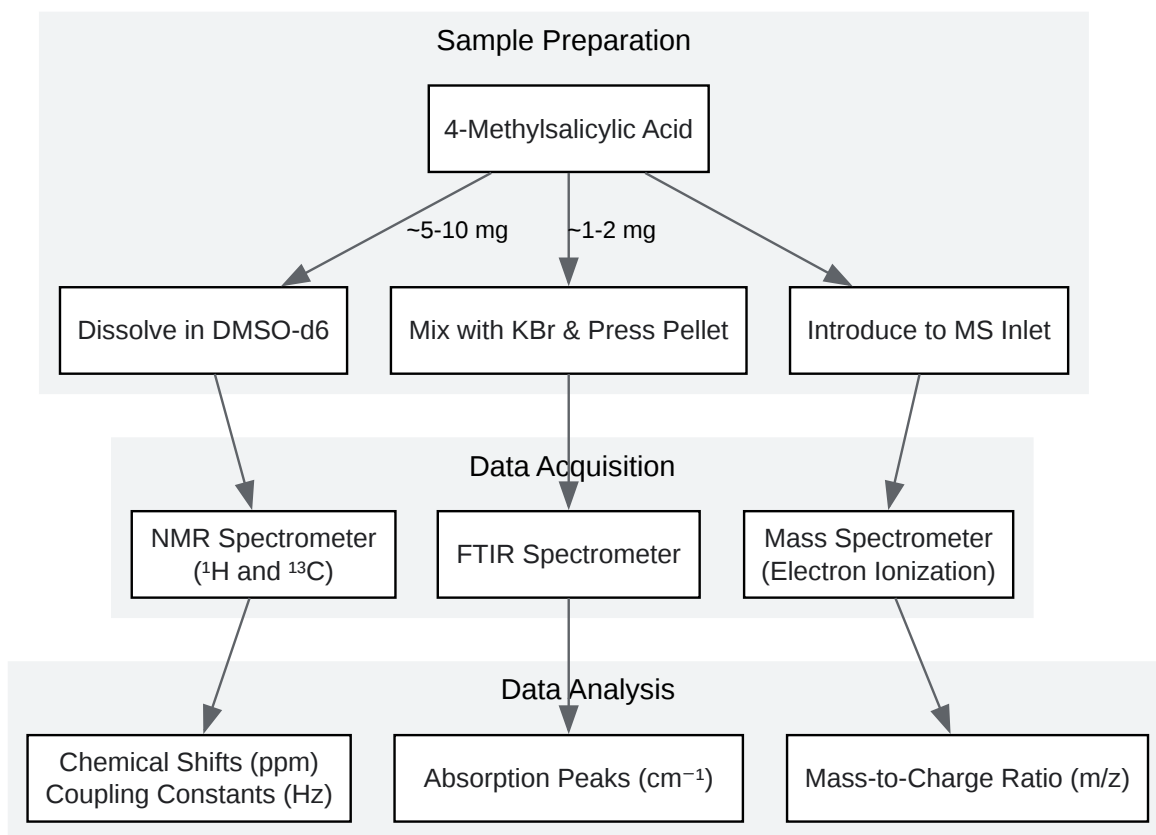 Sample Preparation
4-Methylsalicylic Acid
~5-10 mg
~1-2 mg
Dissolve in DMSO-d6
Mix with KBr & Press Pellet
Introduce to MS Inlet
Data Acquisition
NMR Spectrometer
(¹H and ¹³C)
FTIR Spectrometer
Mass Spectrometer
(Electron Ionization)
Data Analysis
Chemical Shifts (ppm)
Coupling Constants (Hz)
Absorption Peaks (cm⁻¹)
Mass-to-Charge Ratio (m/z)